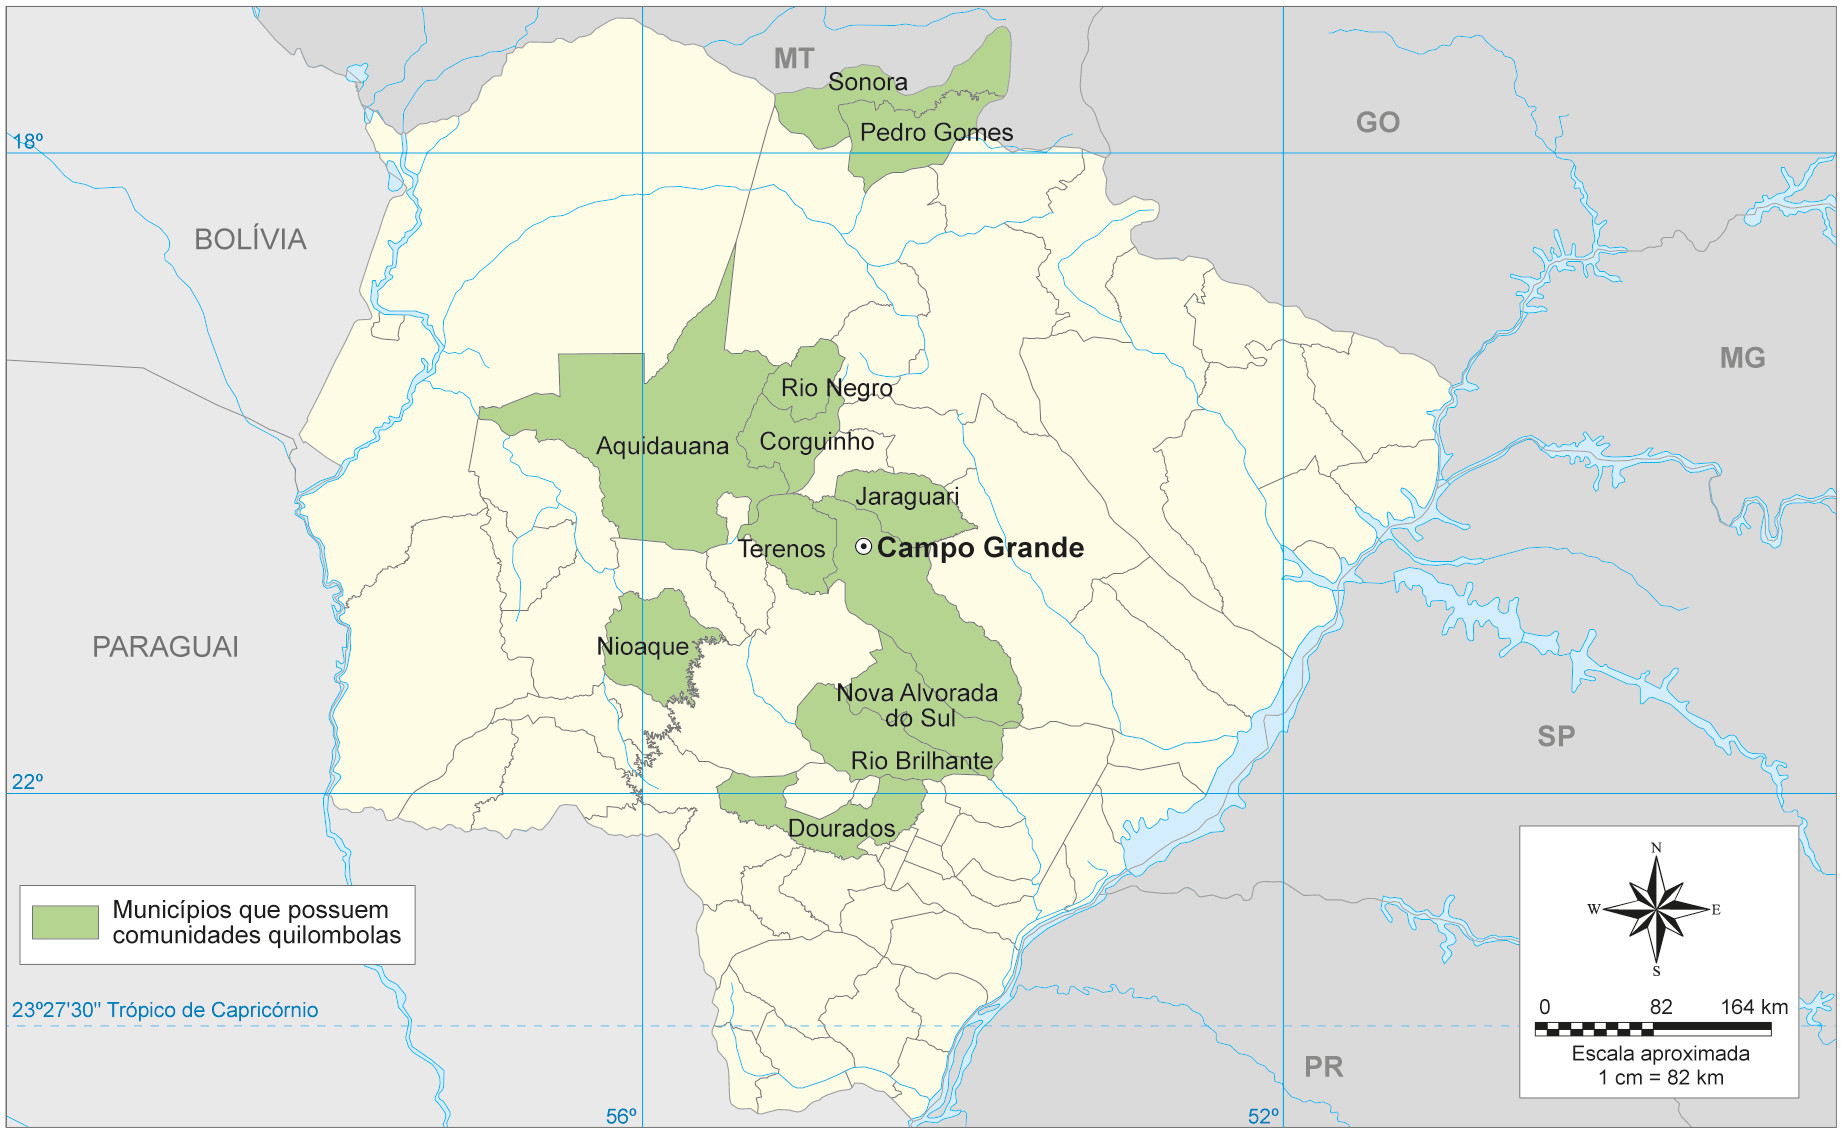 MT
Sonora
Pedro Gomes
GO
18º
BOLÍVIA
MG
Rio Negro
Aquidauana
Corguinho
Jaraguari
Terenos
Campo Grande
PARAGUAI
Nioaque
Nova Alvorada
do Sul
SP
Rio Brilhante
22º
Dourados
Municípios que possuem
comunidades quilombolas
N
W
E
S
23º27'30" Trópico de Capricórnio
0 82 164 km
Escala aproximada
1 cm = 82 km
PR
56º
52º